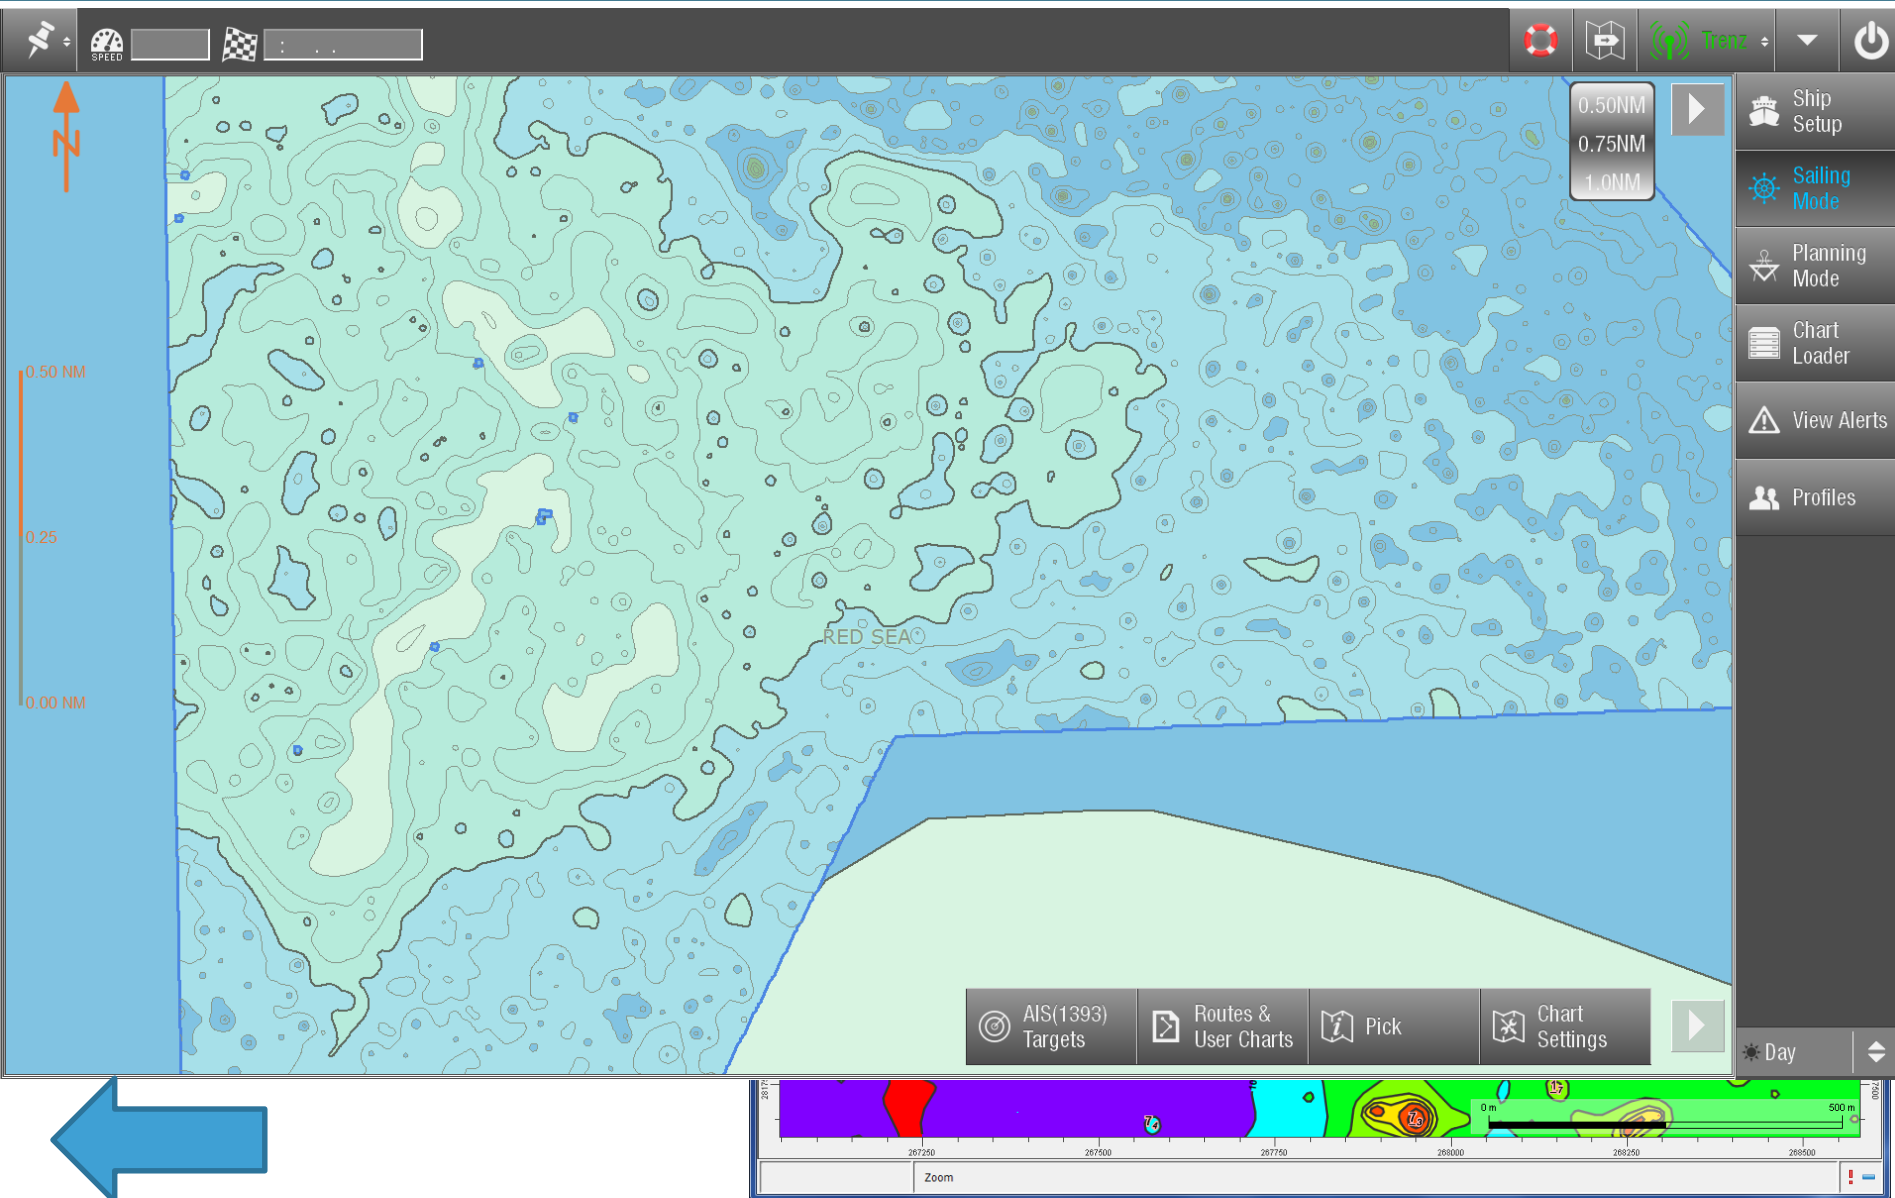 SPEED
: . .
Trenz
0.50NM
0.75NM
1.0NM
N
Ship
Setup
Sailing
Mode
Planning
Mode
Chart
Loader
View Alerts
Profiles
0.50 NM
0.25
0.00 NM
RED SEA
AIS(1393)
Targets
Routes &
User Charts
Pick
Chart
Settings
Day
17
0 m
500 m
267250
267500
267750
268000
268250
268500
Zoom